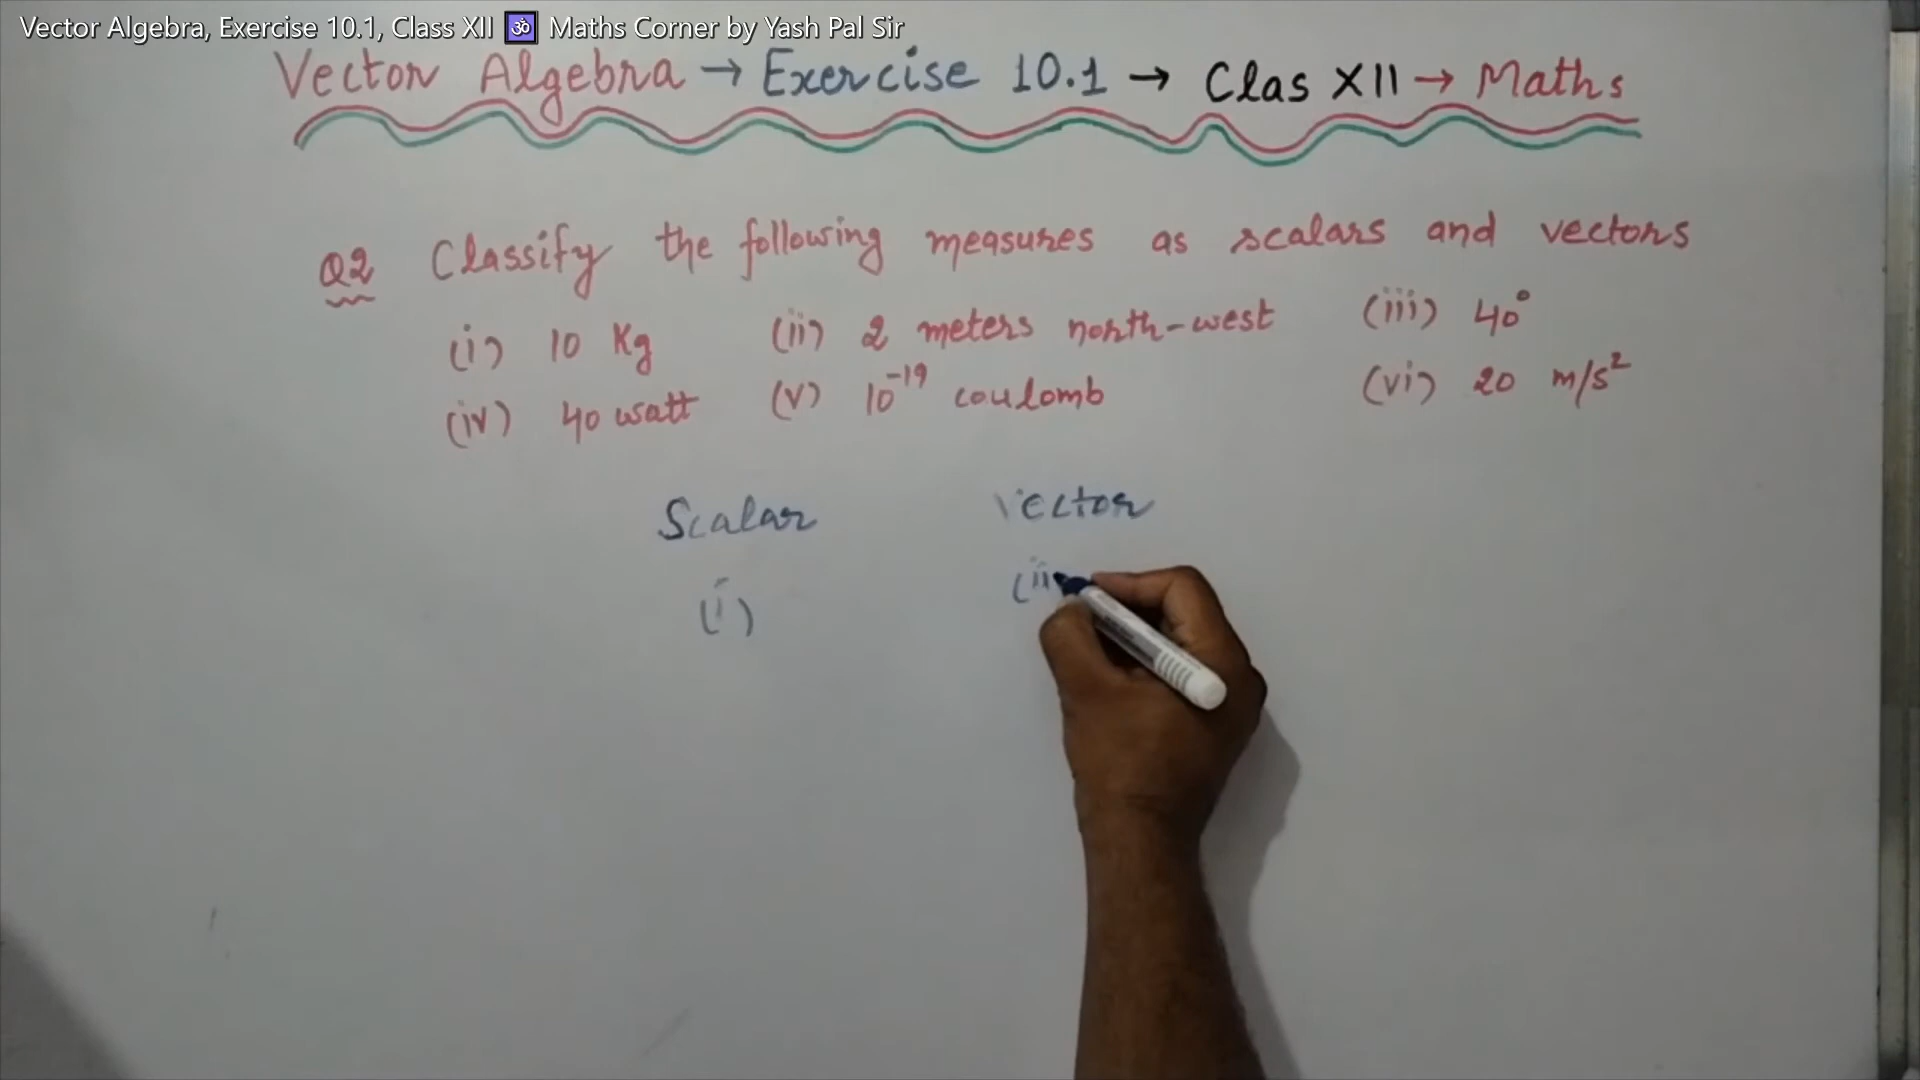 Vector Algebra, Exercise 10.1, Class XII 🕉 Maths Corner by Yash Pal Sir
Vector Algebra → Exercise 10.1 → Clas XII → Maths
Q2 Classify the following measures as scalars and vectors
(i) 10 Kg (ii) 2 meters north-west (iii) 40°
(iv) 40 watt (v) 10⁻¹⁹ coulomb (vi) 20 m/s²
Scalar Vector
(i) (ii